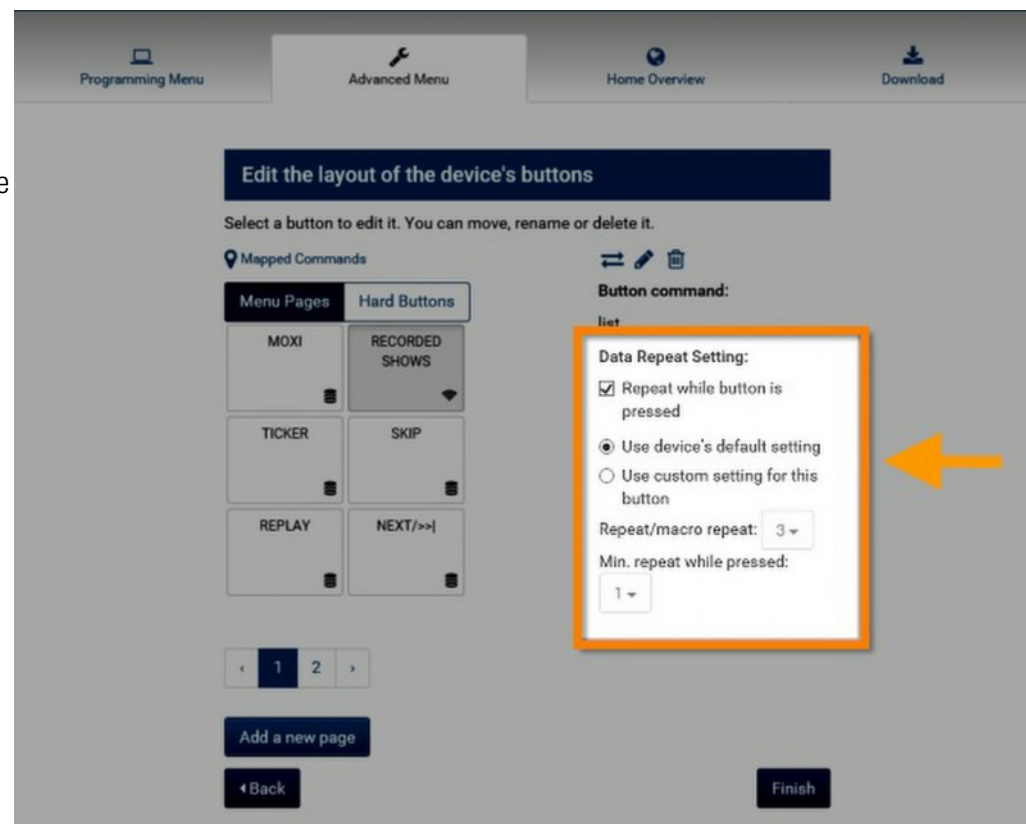 Programming Menu
Advanced Menu
Home Overview
Download
e
Edit the layout of the device's buttons
Select a button to edit it. You can move, rename or delete it.
Mapped Commands
Button command:
Menu Pages
Hard Buttons
list
MOXI
RECORDED
SHOWS
Data Repeat Setting:
Repeat while button is
pressed
TICKER
SKIP
Use device's default setting
Use custom setting for this
button
REPLAY
NEXT/>>|
Repeat/macro repeat: 3
Min. repeat while pressed:
1
‹ 1 2 ›
Add a new page
Back
Finish